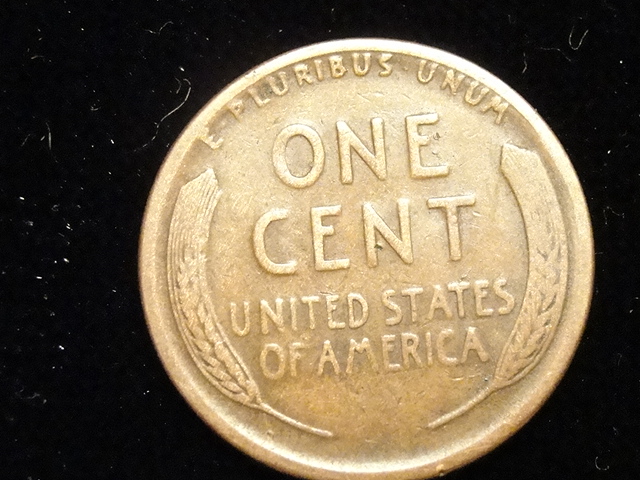 E PLURIBUS UNUM
ONE
CENT
UNITED STATES
OF AMERICA